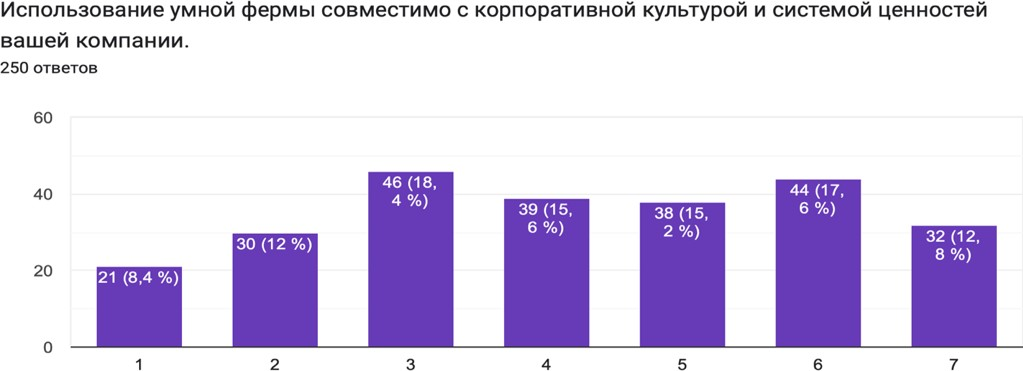 Использование умной фермы совместимо с корпоративной культурой и системой ценностей
вашей компании.
250 ответов
60
40
20
0
21 (8,4 %)
30 (12 %)
46 (18,
4 %)
39 (15,
6 %)
38 (15,
2 %)
44 (17,
6 %)
32 (12,
8 %)
1 2 3 4 5 6 7